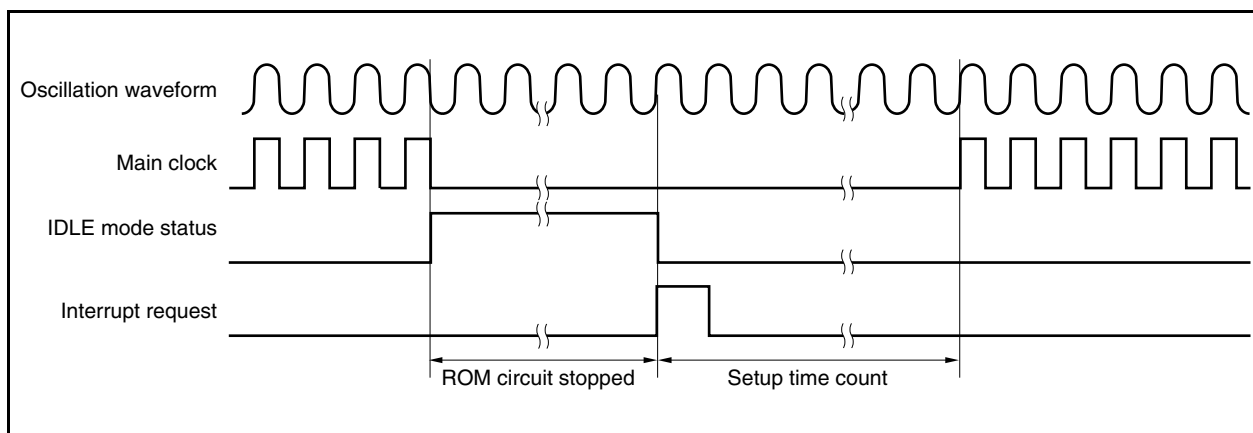 Oscillation waveform
Main clock
IDLE mode status
Interrupt request
ROM circuit stopped
Setup time count